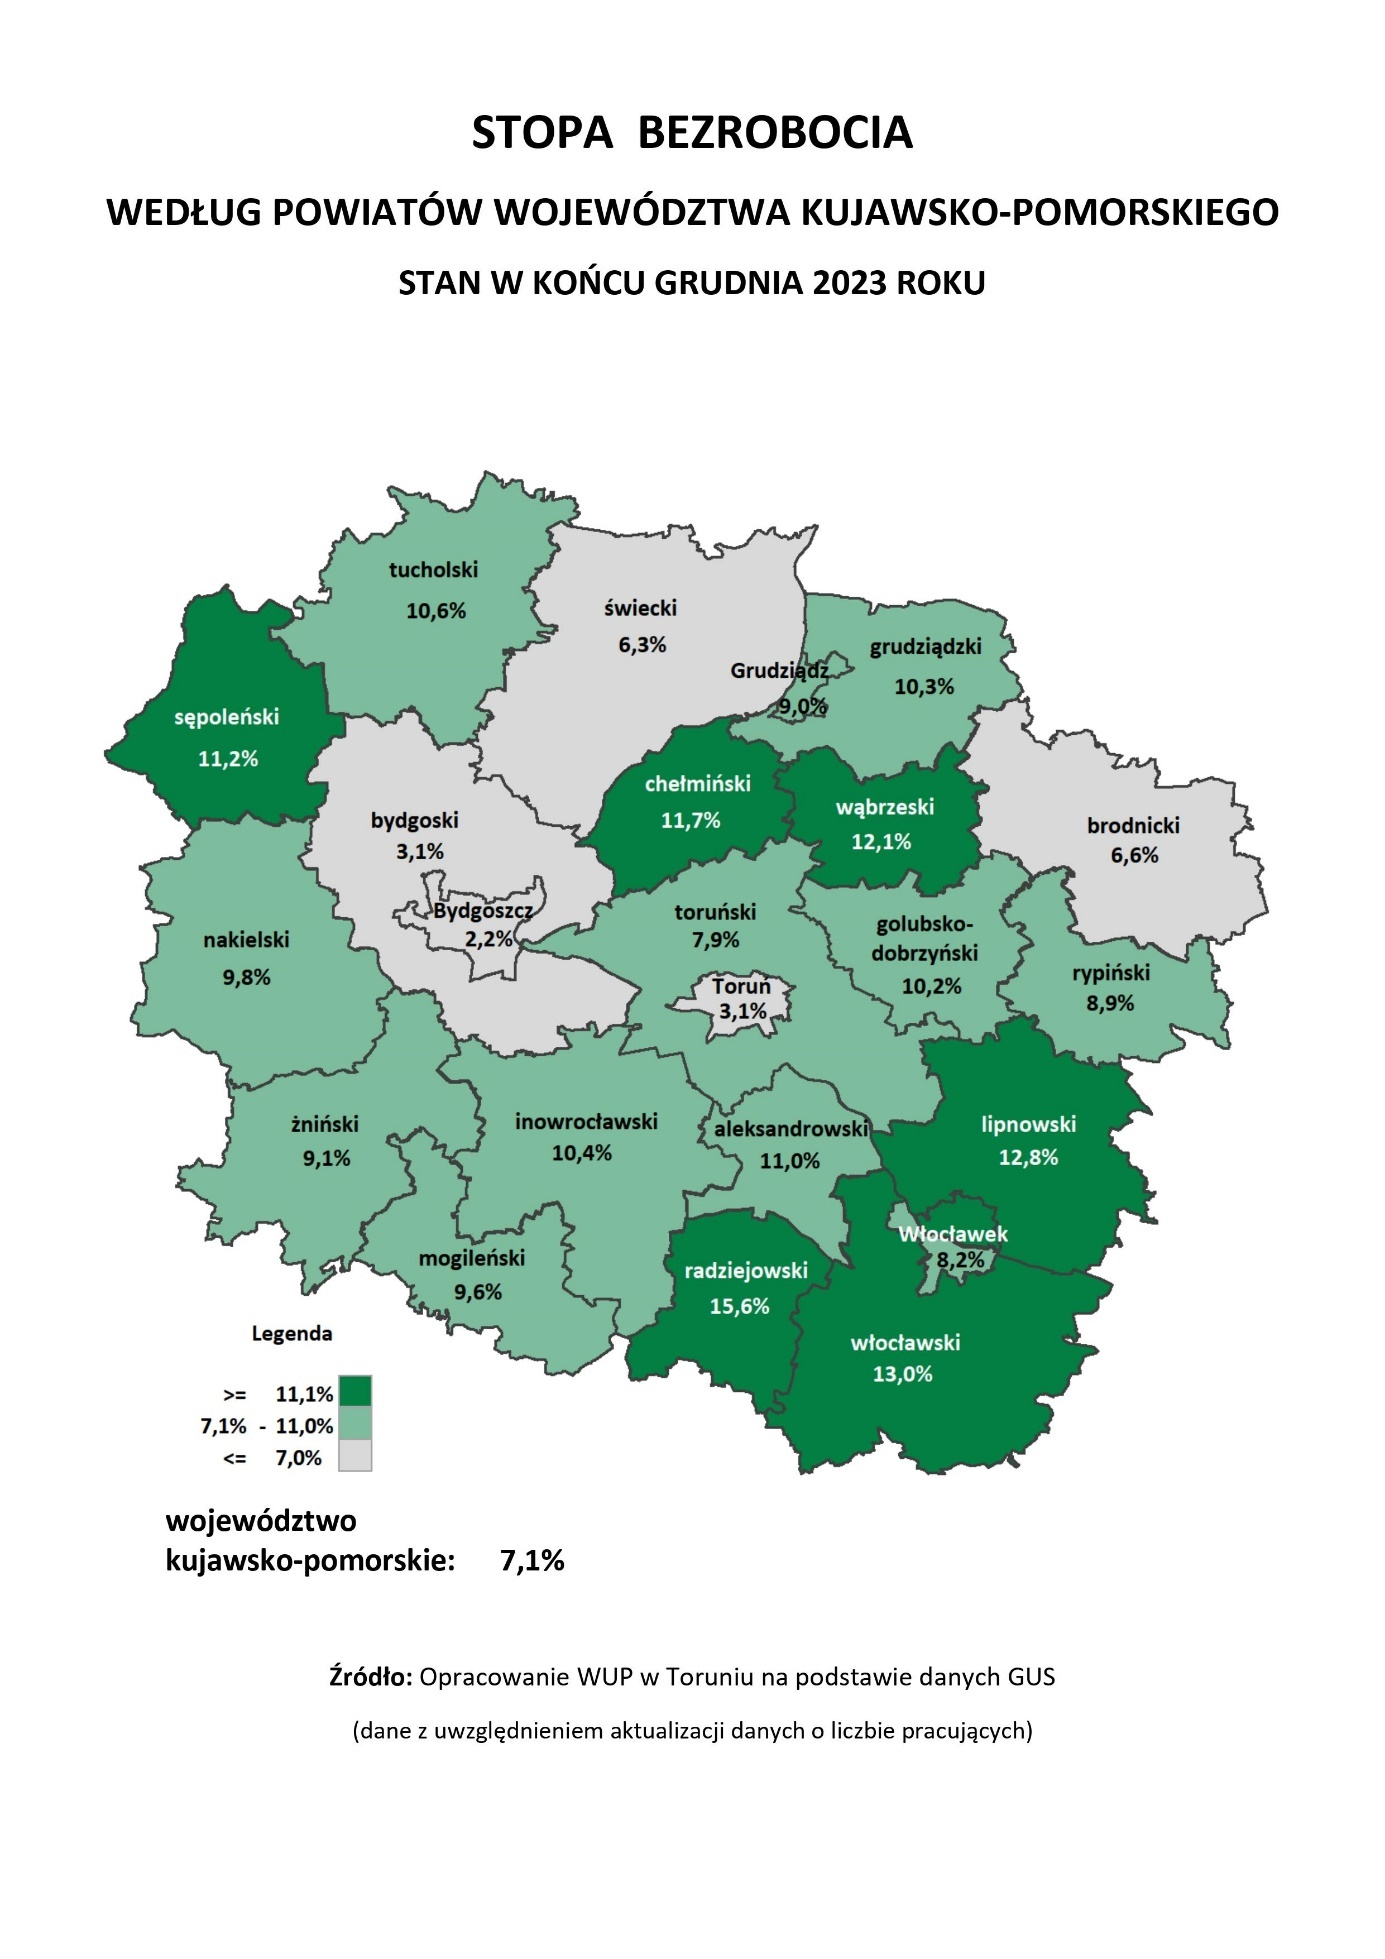 STOPA BEZROBOCIA
WEDŁUG POWIATÓW WOJEWÓDZTWA KUJAWSKO-POMORSKIEGO
STAN W KOŃCU GRUDNIA 2023 ROKU
tucholski
10,6%
świecki
6,3%
grudziądzki
10,3%
Grudziądz
9,0%
sępoleński
11,2%
chełmiński
11,7%
wąbrzeski
12,1%
bydgoski
3,1%
brodnicki
6,6%
Bydgoszcz
2,2%
toruński
7,9%
golubsko-
dobrzyński
10,2%
nakielski
9,8%
rypiński
8,9%
Toruń
3,1%
żniński
9,1%
inowrocławski
10,4%
aleksandrowski
11,0%
lipnowski
12,8%
Włocławek
8,2%
mogileński
9,6%
radziejowski
15,6%
włocławski
13,0%
Legenda
>= 11,1%
7,1% - 11,0%
<= 7,0%
województwo
kujawsko-pomorskie: 7,1%
Źródło: Opracowanie WUP w Toruniu na podstawie danych GUS
(dane z uwzględnieniem aktualizacji danych o liczbie pracujących)